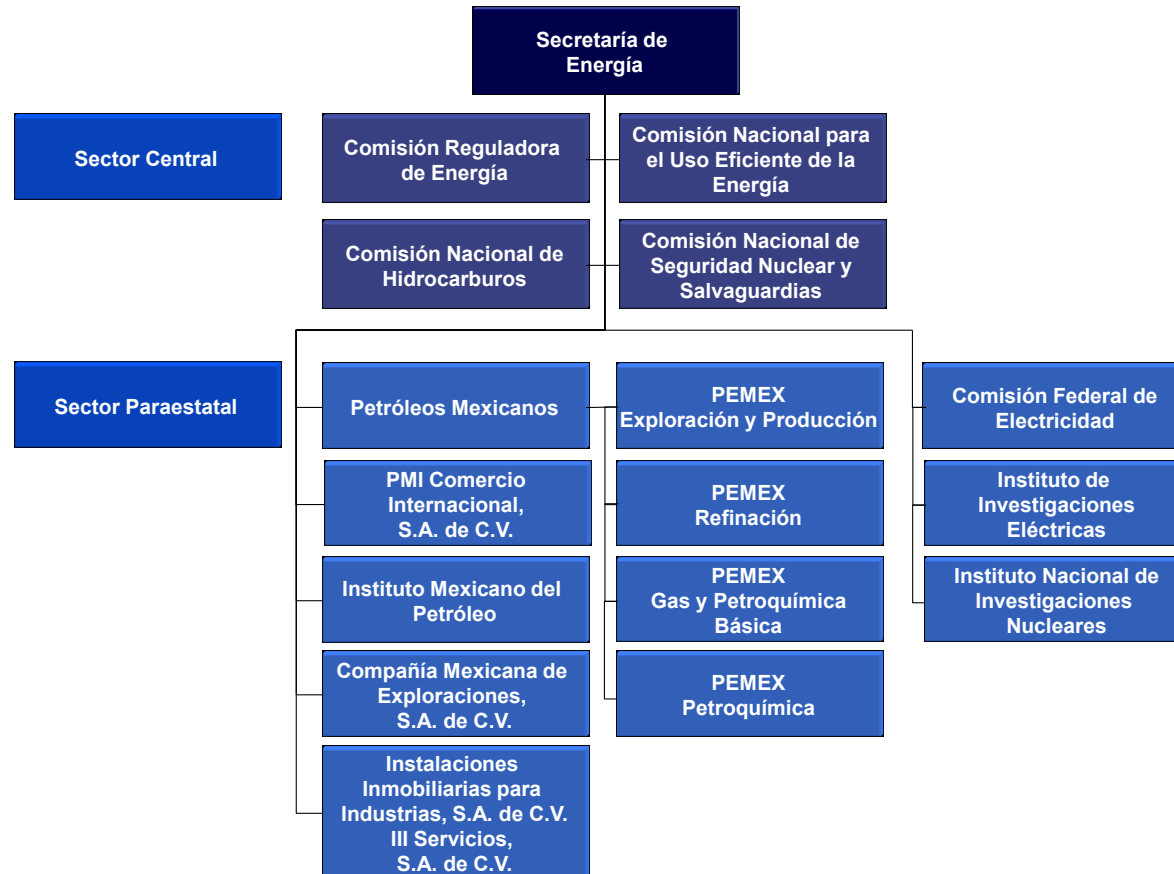 Secretaría de
Energía
Sector Central
Comisión Reguladora
de Energía
Comisión Nacional para
el Uso Eficiente de la
Energía
Comisión Nacional de
Hidrocarburos
Comisión Nacional de
Seguridad Nuclear y
Salvaguardias
Sector Paraestatal
Petróleos Mexicanos
PEMEX
Exploración y Producción
Comisión Federal de
Electricidad
PMI Comercio
Internacional,
S.A. de C.V.
PEMEX
Refinación
Instituto de
Investigaciones
Eléctricas
Instituto Mexicano del
Petróleo
PEMEX
Gas y Petroquímica
Básica
Instituto Nacional de
Investigaciones
Nucleares
Compañía Mexicana de
Exploraciones,
S.A. de C.V.
PEMEX
Petroquímica
Instalaciones
Inmobiliarias para
Industrias, S.A. de C.V.
III Servicios,
S.A. de C.V.